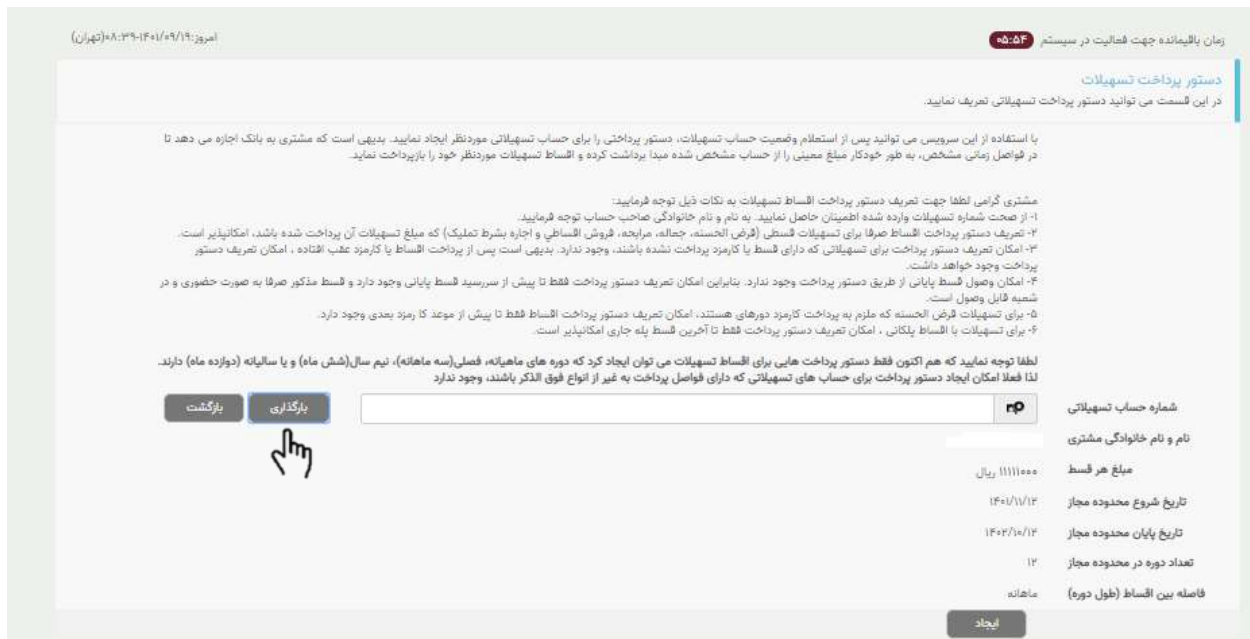 زمان باقیمانده جهت فعالیت در سیستم ۰۵:۵۴
امروز:۱۴۰۱/۰۹/۱۹-۰۸:۳۹(تهران)
دستور پرداخت تسهیلات
در این قسمت می توانید دستور پرداخت تسهیلاتی تعریف نمایید.
با استفاده از این سرویس می توانید پس از استعلام وضعیت حساب تسهیلات، دستور پرداختی را برای حساب تسهیلاتی موردنظر ایجاد نمایید. بدیهی است که مشتری به بانک اجازه می دهد تا
در فواصل زمانی مشخص، به طور خودکار مبلغ معینی را از حساب مشخص شده مبدا برداشت کرده و اقساط تسهیلات موردنظر خود را بازپرداخت نماید.
مشتری گرامی لطفا جهت تعریف دستور پرداخت اقساط تسهیلات به نکات ذیل توجه فرمایید:
۱- از صحت شماره تسهیلات وارده شده اطمینان حاصل نمایید. به نام و نام خانوادگی صاحب حساب توجه فرمایید.
۲- تعریف دستور پرداخت اقساط صرفا برای تسهیلات قسطی (قرض الحسنه، جعاله، مرابحه، فروش اقساطی و اجاره بشرط تملیک) که مبلغ تسهیلات آن پرداخت شده باشد، امکانپذیر است.
۳- امکان تعریف دستور پرداخت برای تسهیلاتی که دارای قسط یا کارمزد پرداخت نشده باشند، وجود ندارد. بدیهی است پس از پرداخت اقساط یا کارمزد عقب افتاده ، امکان تعریف دستور
پرداخت وجود خواهد داشت.
۴- امکان وصول قسط پایانی از طریق دستور پرداخت وجود ندارد. بنابراین امکان تعریف دستور پرداخت فقط تا پیش از سررسید قسط پایانی وجود دارد و قسط مذکور صرفا به صورت حضوری و در
شعبه قابل وصول است.
۵- برای تسهیلات قرض الحسنه که ملزم به پرداخت کارمزد دورهای هستند، امکان تعریف دستور پرداخت اقساط فقط تا پیش از موعد کا رمزد بعدی وجود دارد.
۶- برای تسهیلات با اقساط پلکانی ، امکان تعریف دستور پرداخت فقط تا آخرین قسط پله جاری امکانپذیر است.
لطفا توجه نمایید که هم اکنون فقط دستور پرداخت هایی برای اقساط تسهیلات می توان ایجاد کرد که دوره های ماهیانه، فصلی(سه ماهانه)، نیم سال(شش ماه) و یا سالیانه (دوازده ماه) دارند.
لذا فعلا امکان ایجاد دستور پرداخت برای حساب های تسهیلاتی که دارای فواصل پرداخت به غیر از انواع فوق الذکر باشند، وجود ندارد
شماره حساب تسهیلاتی
بارگذاری بازگشت
نام و نام خانوادگی مشتری
مبلغ هر قسط ۱۱۱۱۱۰۰۰ ریال
تاریخ شروع محدوده مجاز ۱۴۰۱/۱۱/۱۲
تاریخ پایان محدوده مجاز ۱۴۰۲/۱۰/۱۲
تعداد دوره در محدوده مجاز ۱۲
فاصله بین اقساط (طول دوره) ماهانه
ایجاد